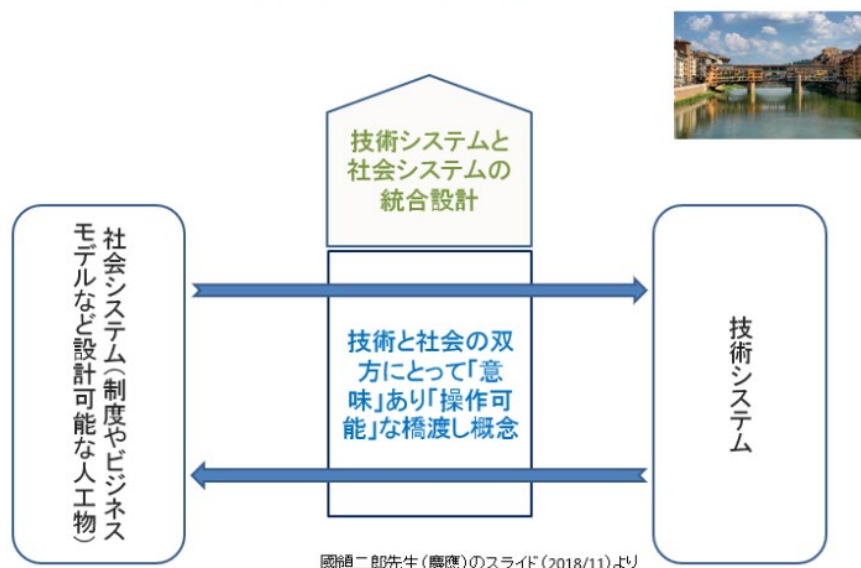 技術システムと
社会システムの
統合設計
社会システム（制度やビジネス
モデルなど設計可能な人工物）
技術と社会の双
方にとって「意
味」あり「操作可
能」な橋渡し概念
技術システム
國領二郎先生（慶應）のスライド（2018/11）より